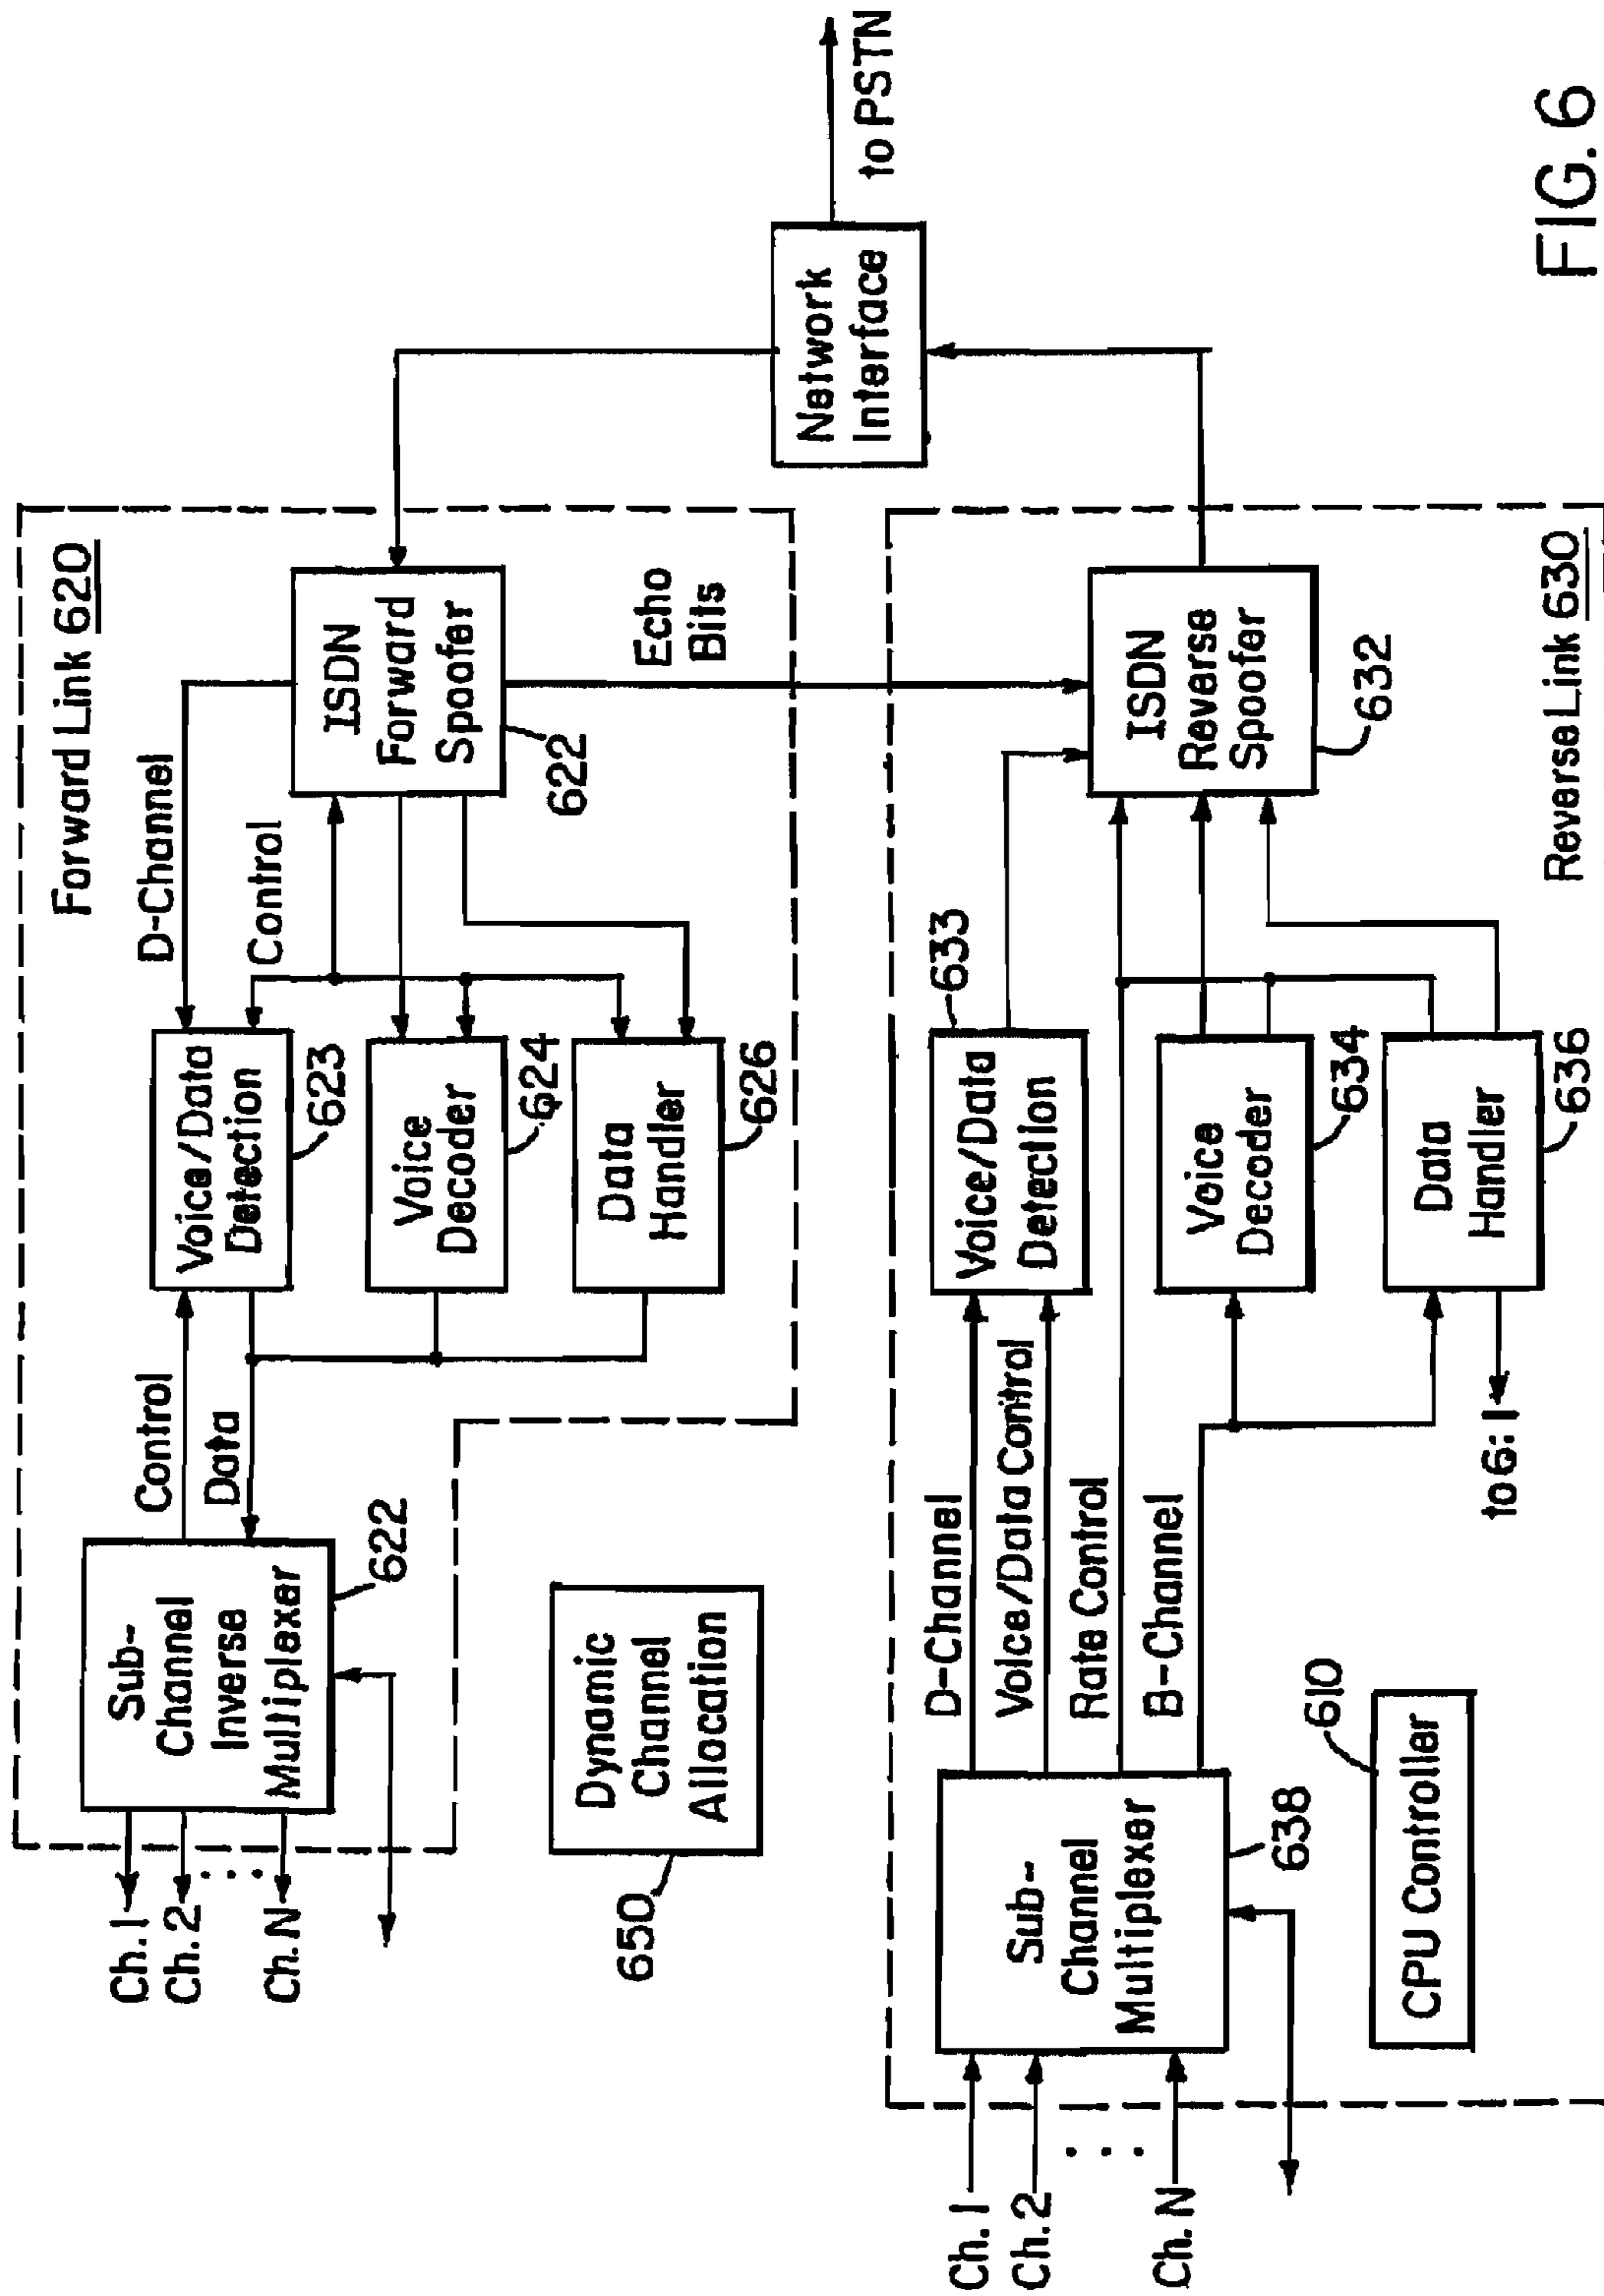 Forward Link 620
D-Channel
Control
ISDN
Forward
Spoofer
622
Echo
Bits
Voice/Data
Detection
623
Voice
Decoder
624
Data
Handler
626
Control
Data
Sub-
Channel
Inverse
Multiplexer
622
Ch. 1
Ch. 2
...
Ch. N
Dynamic
Channel
Allocation
650
Network
Interface
to PSTN
ISDN
Reverse
Spoofer
632
Reverse Link 630
Voice/Data
Detection
633
Voice
Decoder
634
Data
Handler
636
to 6:1
D-Channel
Voice/Data Control
Rate Control
B-Channel
Sub-
Channel
Multiplexer
638
Ch. 1
Ch. 2
...
Ch. N
CPU Controller
610
FIG. 6